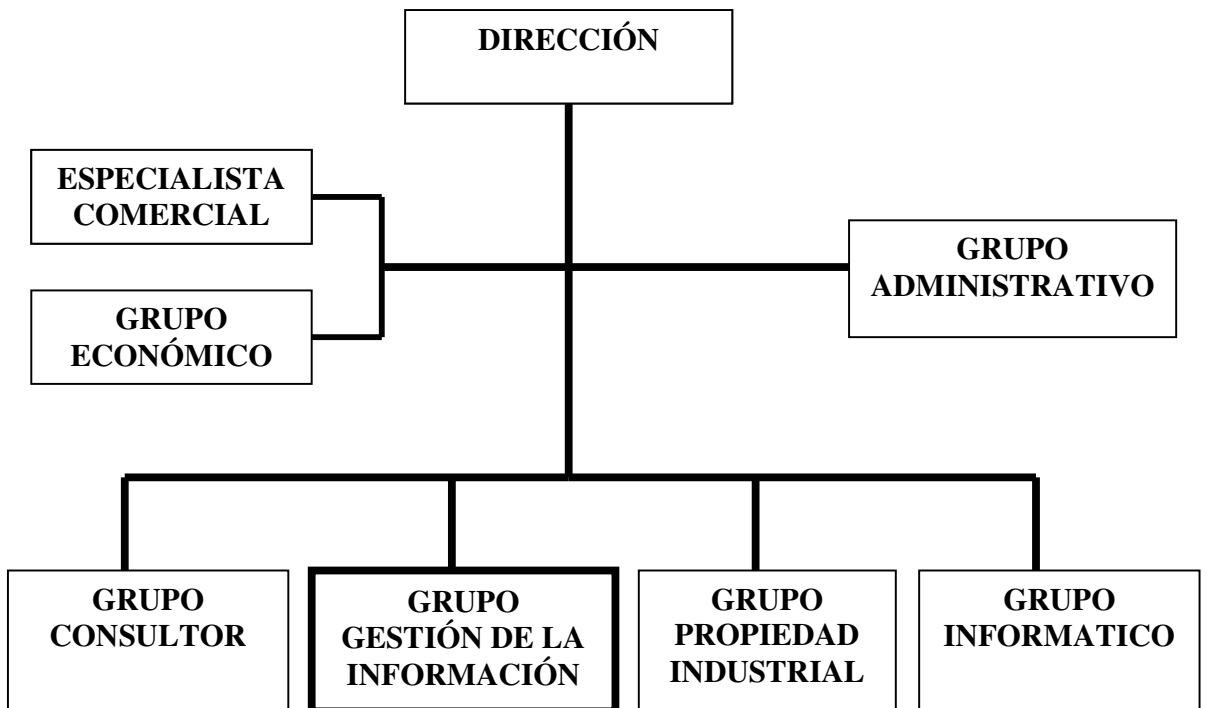 DIRECCIÓN
ESPECIALISTA
COMERCIAL
GRUPO
ADMINISTRATIVO
GRUPO
ECONÓMICO
GRUPO
CONSULTOR
GRUPO
GESTIÓN DE LA
INFORMACIÓN
GRUPO
PROPIEDAD
INDUSTRIAL
GRUPO
INFORMATICO